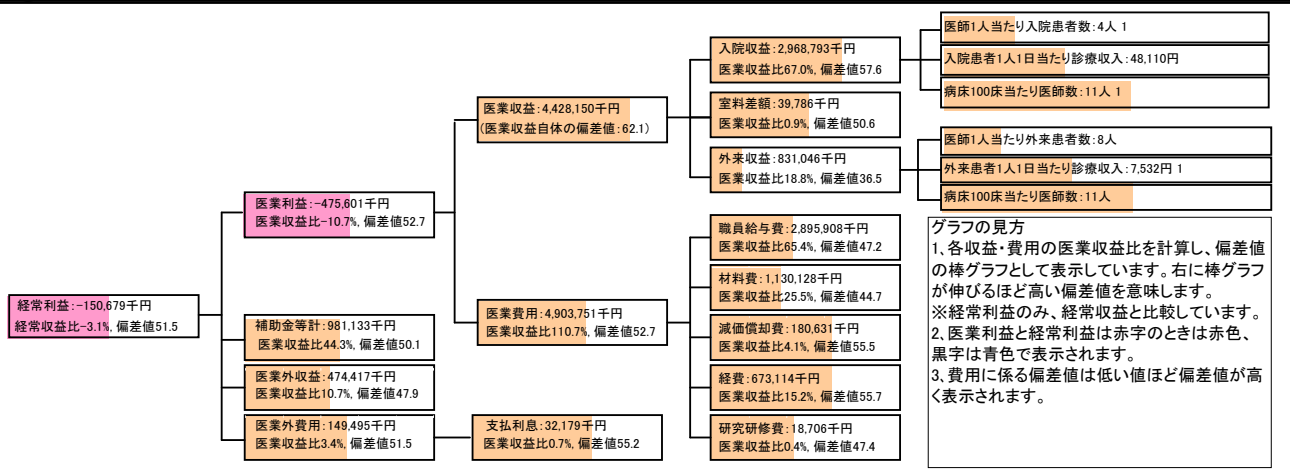 経常利益:-150,679千円
経常収益比-3.1%, 偏差値51.5
医業利益:-475,601千円
医業収益比-10.7%, 偏差値52.7
補助金等計:981,133千円
医業収益比44.3%, 偏差値50.1
医業外収益:474,417千円
医業収益比10.7%, 偏差値47.9
医業外費用:149,495千円
医業収益比3.4%, 偏差値51.5
医業収益:4,428,150千円
(医業収益自体の偏差値:62.1)
医業費用:4,903,751千円
医業収益比110.7%, 偏差値52.7
支払利息:32,179千円
医業収益比0.7%, 偏差値55.2
入院収益:2,968,793千円
医業収益比67.0%, 偏差値57.6
室料差額:39,786千円
医業収益比0.9%, 偏差値50.6
外来収益:831,046千円
医業収益比18.8%, 偏差値36.5
職員給与費:2,895,908千円
医業収益比65.4%, 偏差値47.2
材料費:1,130,128千円
医業収益比25.5%, 偏差値44.7
減価償却費:180,631千円
医業収益比4.1%, 偏差値55.5
経費:673,114千円
医業収益比15.2%, 偏差値55.7
研究研修費:18,706千円
医業収益比0.4%, 偏差値47.4
医師1人当たり入院患者数:4人 1
入院患者1人1日当たり診療収入:48,110円
病床100床当たり医師数:11人 1
医師1人当たり外来患者数:8人
外来患者1人1日当たり診療収入:7,532円 1
病床100床当たり医師数:11人
グラフの見方
1、各収益・費用の医業収益比を計算し、偏差値
の棒グラフとして表示しています。右に棒グラフ
が伸びるほど高い偏差値を意味します。
※経常利益のみ、経常収益と比較しています。
2、医業利益と経常利益は赤字のときは赤色、
黒字は青色で表示されます。
3、費用に係る偏差値は低い値ほど偏差値が高
く表示されます。